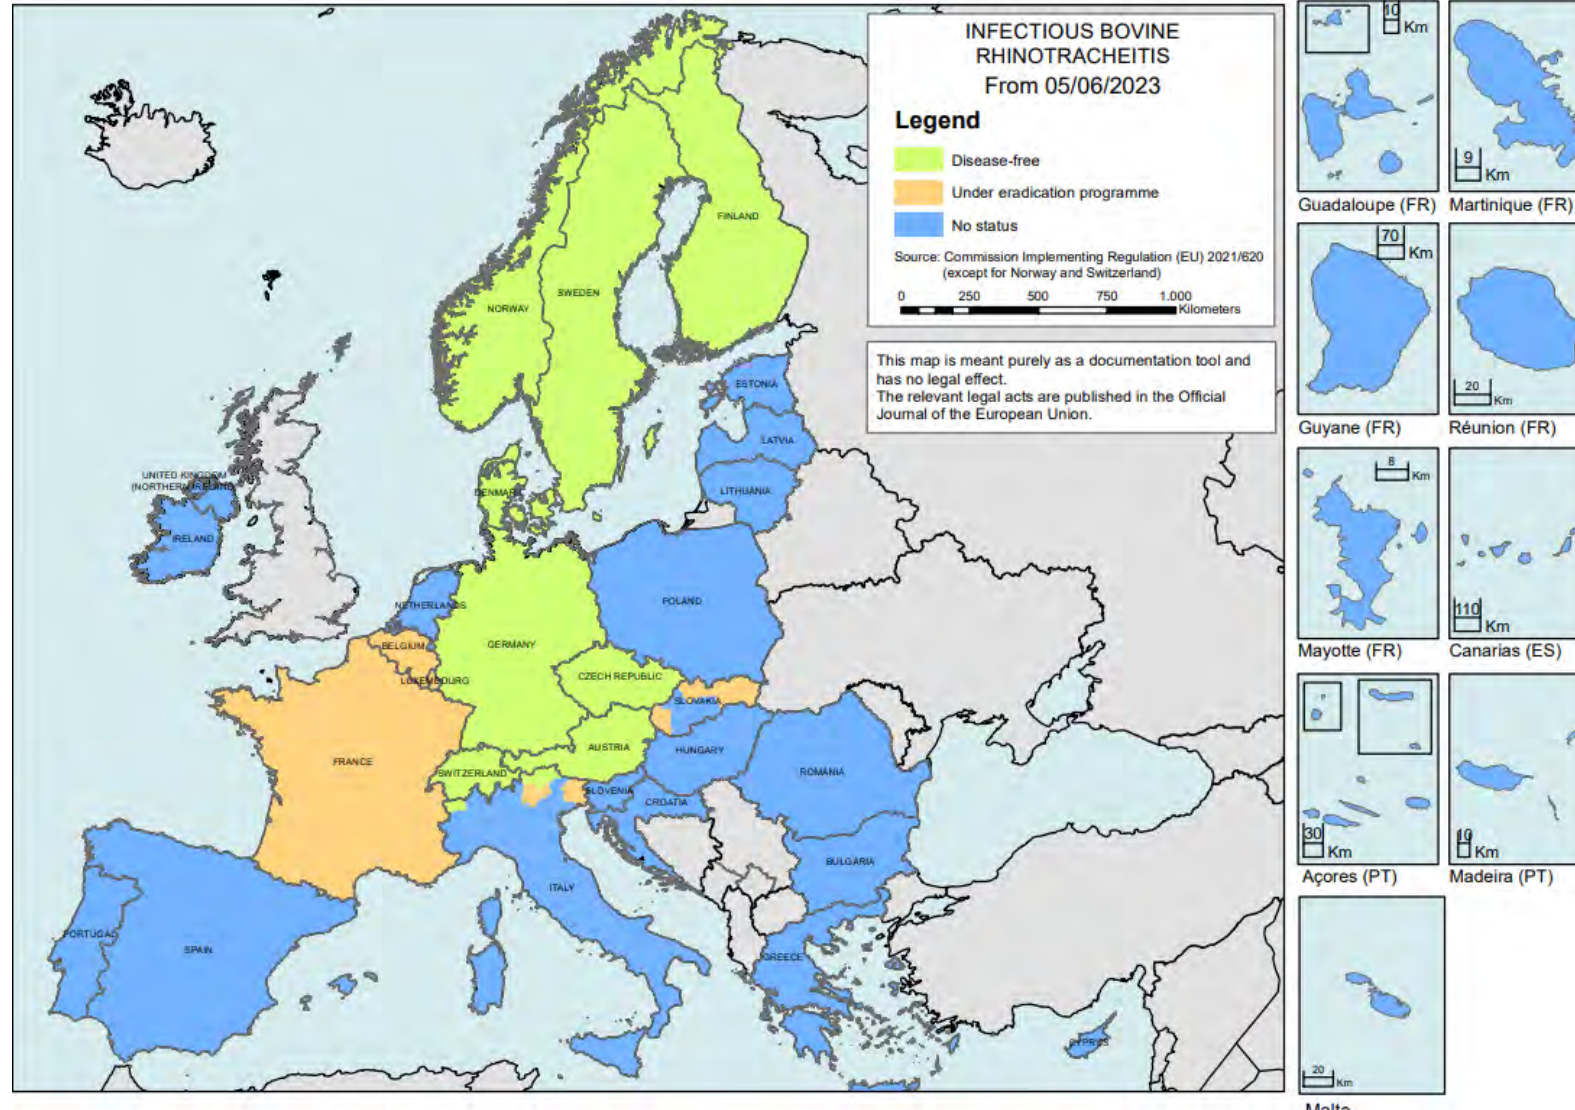 INFECTIOUS BOVINE
RHINOTRACHEITIS
From 05/06/2023
Legend
Disease-free
Under eradication programme
No status
Source: Commission Implementing Regulation (EU) 2021/620
(except for Norway and Switzerland)
0 250 500 750 1.000
Kilometers
This map is meant purely as a documentation tool and
has no legal effect.
The relevant legal acts are published in the Official
Journal of the European Union.
FINLAND
SWEDEN
NORWAY
ESTONIA
LATVIA
LITHUANIA
DENMARK
UNITED KINGDOM
(NORTHERN IRELAND)
IRELAND
NETHERLANDS
POLAND
BELGIUM
GERMANY
LUXEMBOURG
CZECH REPUBLIC
SLOVAKIA
AUSTRIA
HUNGARY
FRANCE
SWITZERLAND
ROMANIA
SLOVENIA
CROATIA
BULGARIA
ITALY
PORTUGAL
SPAIN
GREECE
CYPRUS
10 Km
Guadaloupe (FR)
9 Km
Martinique (FR)
70 Km
Guyane (FR)
20 Km
Réunion (FR)
8 Km
Mayotte (FR)
110 Km
Canarias (ES)
30 Km
Açores (PT)
10 Km
Madeira (PT)
20 Km
Malta